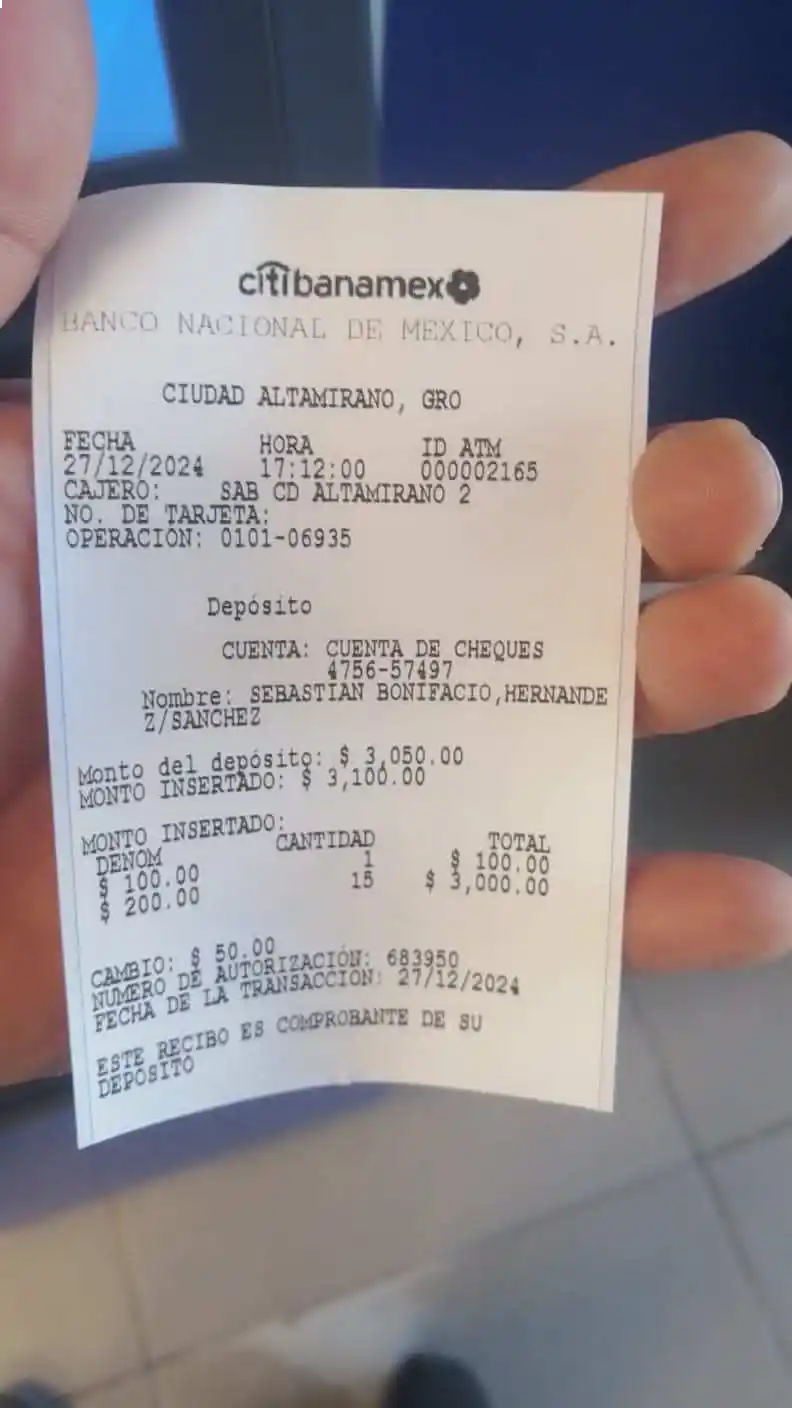 citibanamex
BANCO NACIONAL DE MEXICO, S.A.
CIUDAD ALTAMIRANO, GRO
FECHA HORA ID ATM
27/12/2024 17:12:00 000002165
CAJERO: SAB CD ALTAMIRANO 2
NO. DE TARJETA:
OPERACION: 0101-06935
Depósito
CUENTA: CUENTA DE CHEQUES
4756-57497
Nombre: SEBASTIAN BONIFACIO,HERNANDE
Z/SANCHEZ
Monto del depósito: $ 3,050.00
MONTO INSERTADO: $ 3,100.00
MONTO INSERTADO:
DENOM CANTIDAD TOTAL
$ 100.00 1 $ 100.00
$ 200.00 15 $ 3,000.00
CAMBIO: $ 50.00
NUMERO DE AUTORIZACIÓN: 683950
FECHA DE LA TRANSACCION: 27/12/2024
ESTE RECIBO ES COMPROBANTE DE SU
DEPOSITO